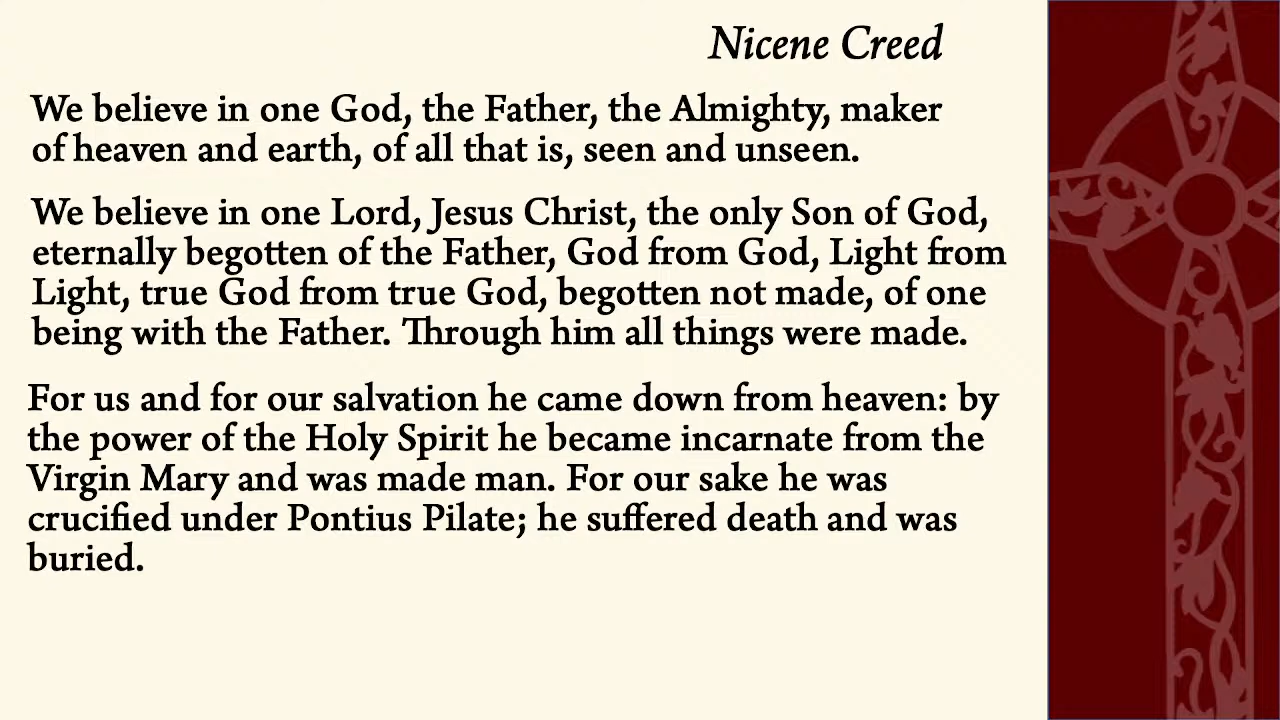 Nicene Creed
We believe in one God, the Father, the Almighty, maker
of heaven and earth, of all that is, seen and unseen.
We believe in one Lord, Jesus Christ, the only Son of God,
eternally begotten of the Father, God from God, Light from
Light, true God from true God, begotten not made, of one
being with the Father. Through him all things were made.
For us and for our salvation he came down from heaven: by
the power of the Holy Spirit he became incarnate from the
Virgin Mary and was made man. For our sake he was
crucified under Pontius Pilate; he suffered death and was
buried.